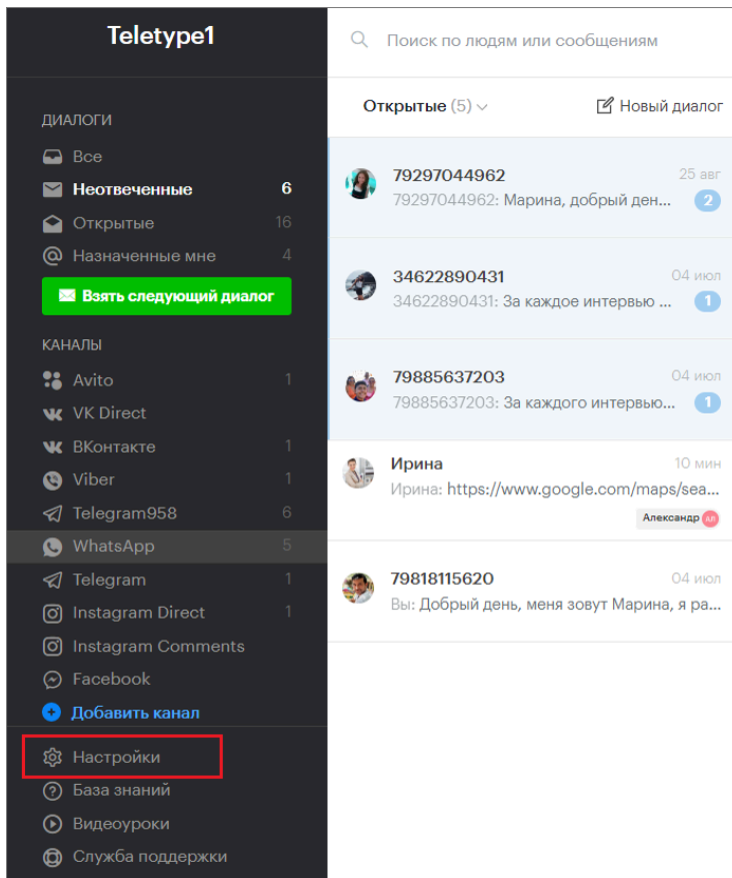 Teletype1
ДИАЛОГИ
Все
Неотвеченные 6
Открытые 16
Назначенные мне 4
Взять следующий диалог
КАНАЛЫ
Avito 1
VK Direct
ВКонтакте 1
Viber 1
Telegram958 6
WhatsApp 5
Telegram 1
Instagram Direct 1
Instagram Comments
Facebook
Добавить канал
Настройки
База знаний
Видеоуроки
Служба поддержки
Поиск по людям или сообщениям
Открытые (5) Новый диалог
79297044962 25 авг
79297044962: Марина, добрый ден... 2
34622890431 04 июл
34622890431: За каждое интервью ... 1
79885637203 04 июл
79885637203: За каждого интервью... 1
Ирина 10 мин
Ирина: https://www.google.com/maps/sea...
Александр
79818115620 04 июл
Вы: Добрый день, меня зовут Марина, я ра...